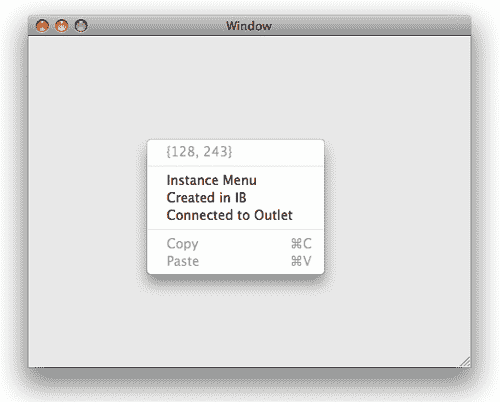 Window
{128, 243}
Instance Menu
Created in IB
Connected to Outlet
Copy ⌘C
Paste ⌘V